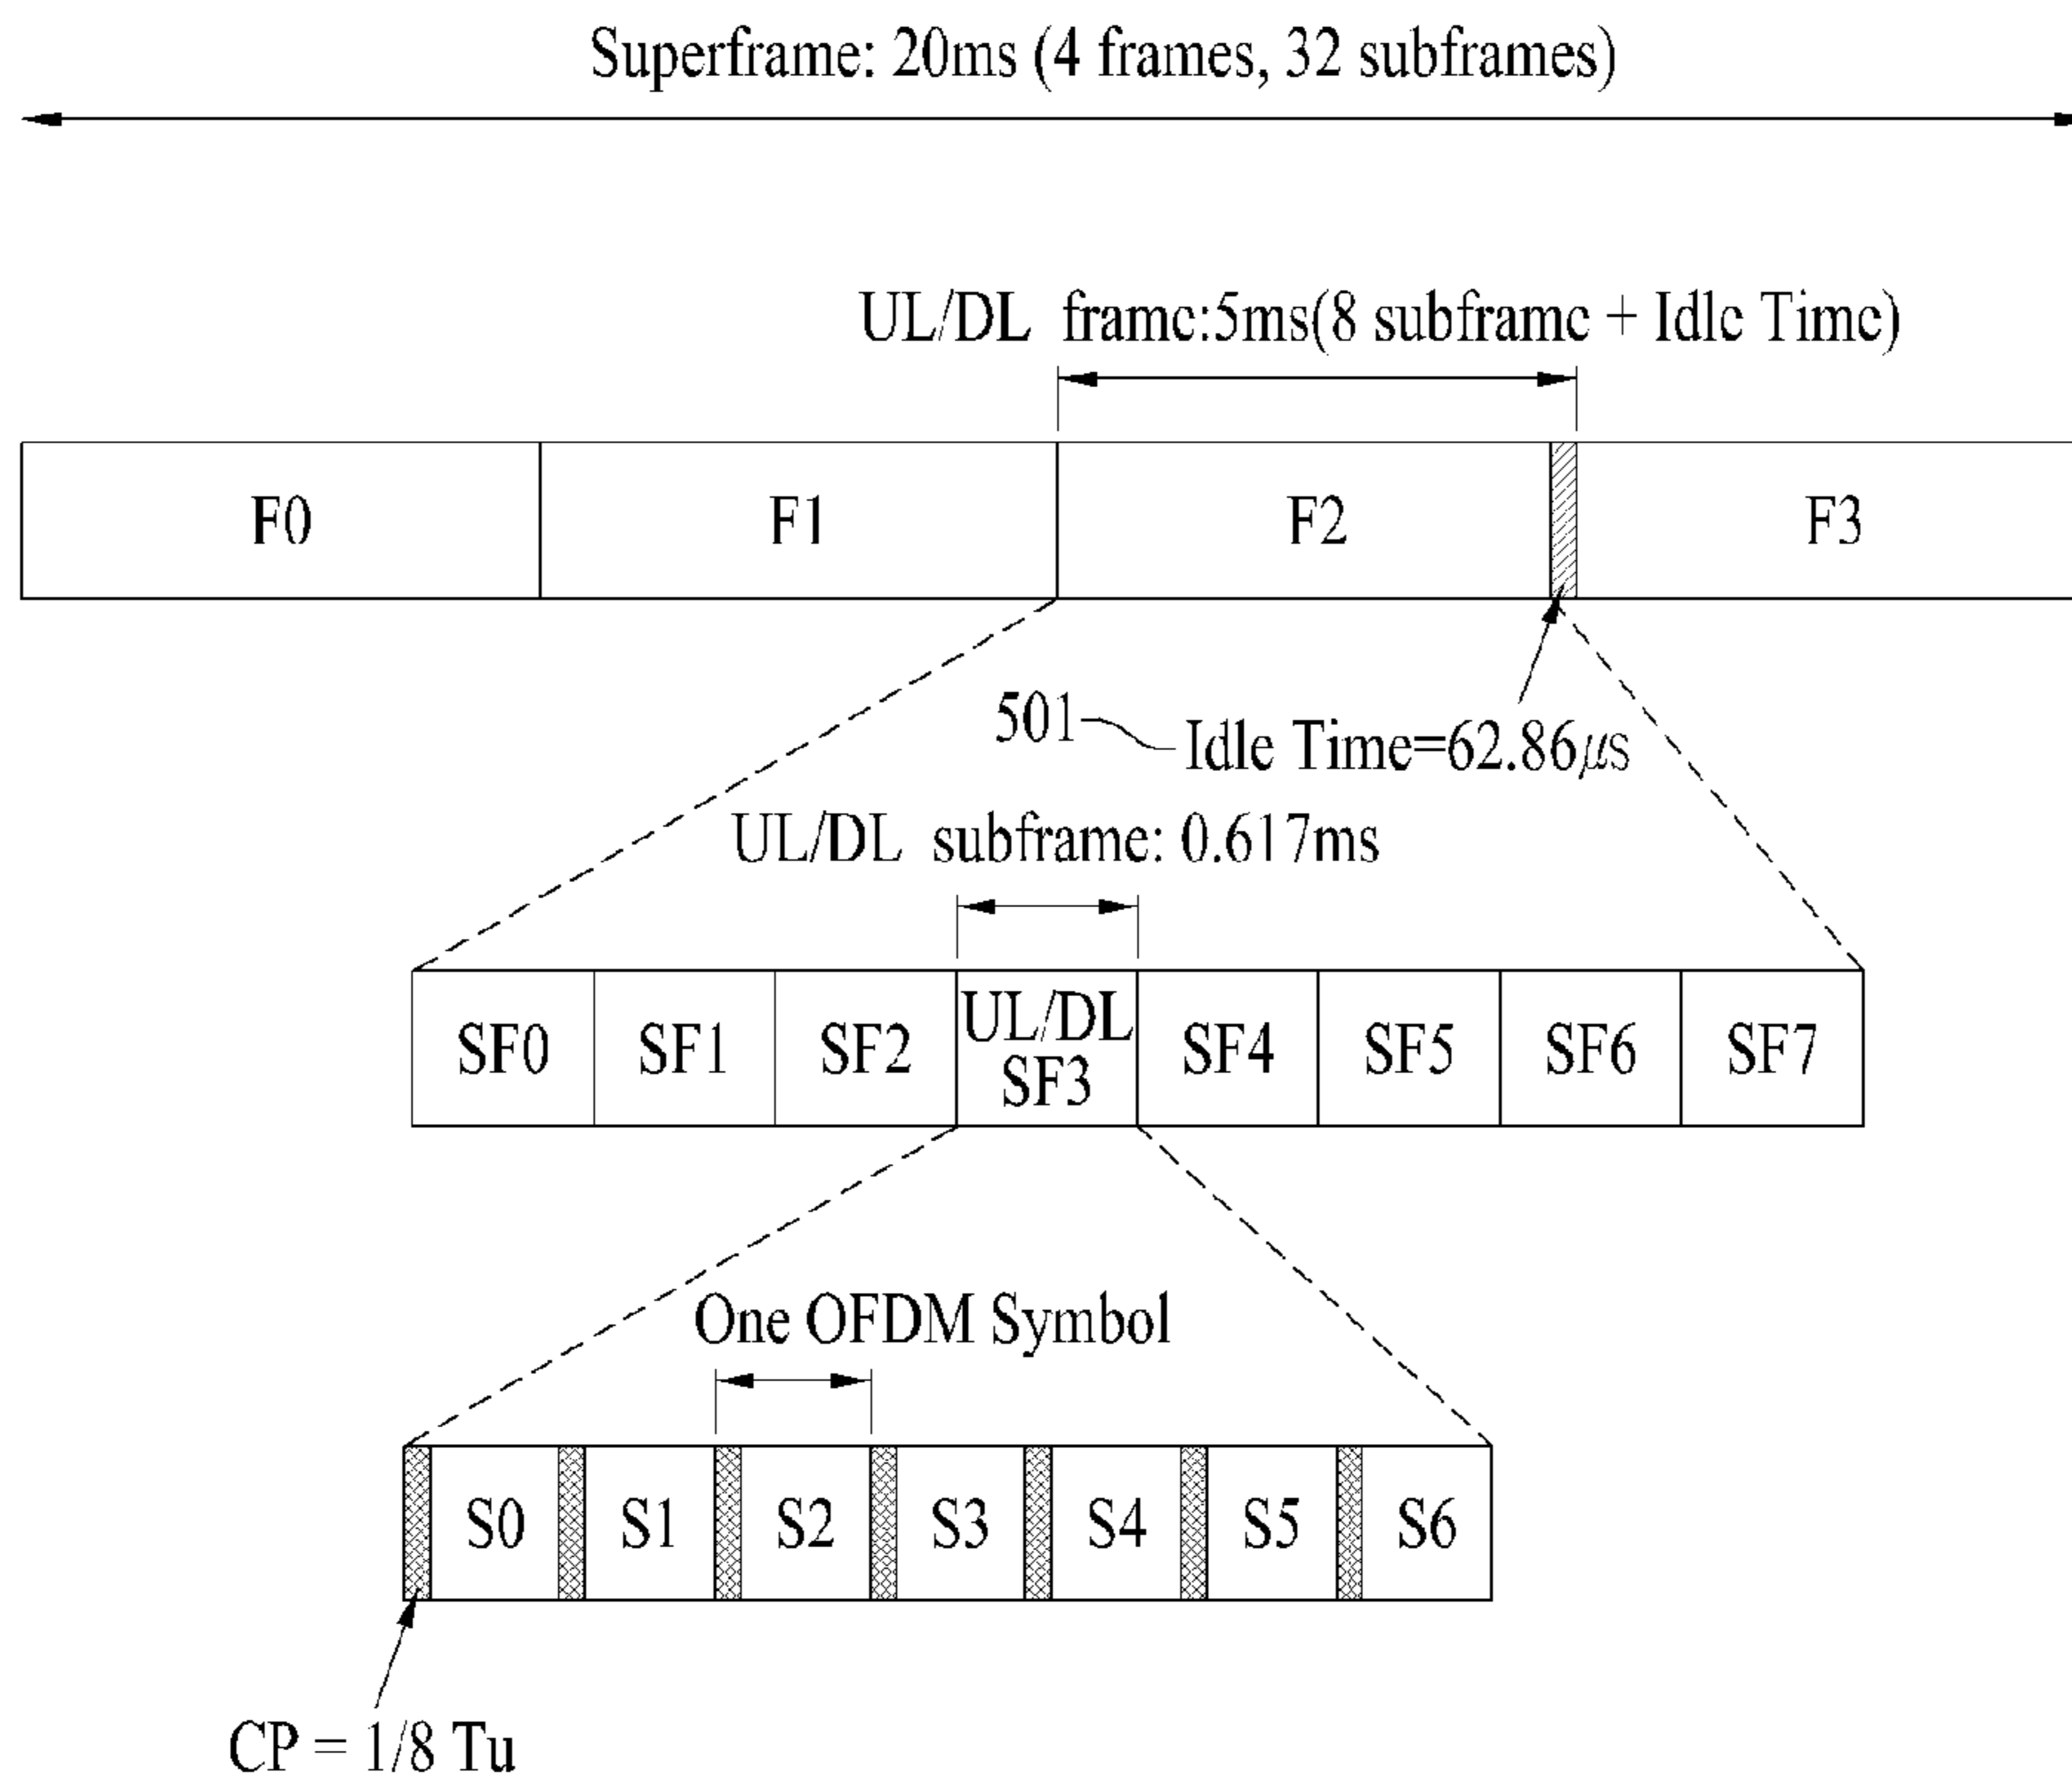 Superframe: 20ms (4 frames, 32 subframes)
UL/DL frame:5ms(8 subframe + Idle Time)
F0 F1 F2 F3
501 Idle Time=62.86μs
UL/DL subframe: 0.617ms
SF0 SF1 SF2 UL/DL SF3 SF4 SF5 SF6 SF7
One OFDM Symbol
S0 S1 S2 S3 S4 S5 S6
CP = 1/8 Tu